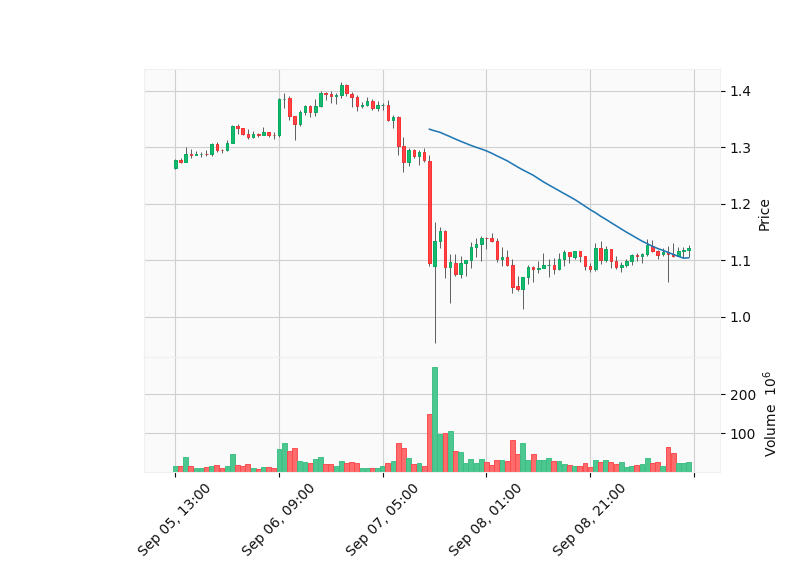 1.4
1.3
1.2
1.1
1.0
Price
200
100
Volume 10^6
Sep 05, 13:00
Sep 06, 09:00
Sep 07, 05:00
Sep 08, 01:00
Sep 08, 21:00